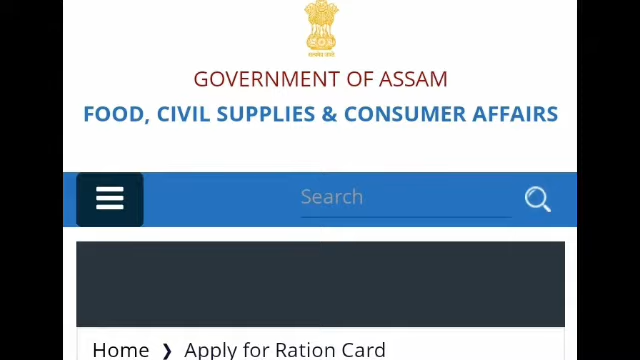 GOVERNMENT OF ASSAM
FOOD, CIVIL SUPPLIES & CONSUMER AFFAIRS
Search
Home ❯ Apply for Ration Card